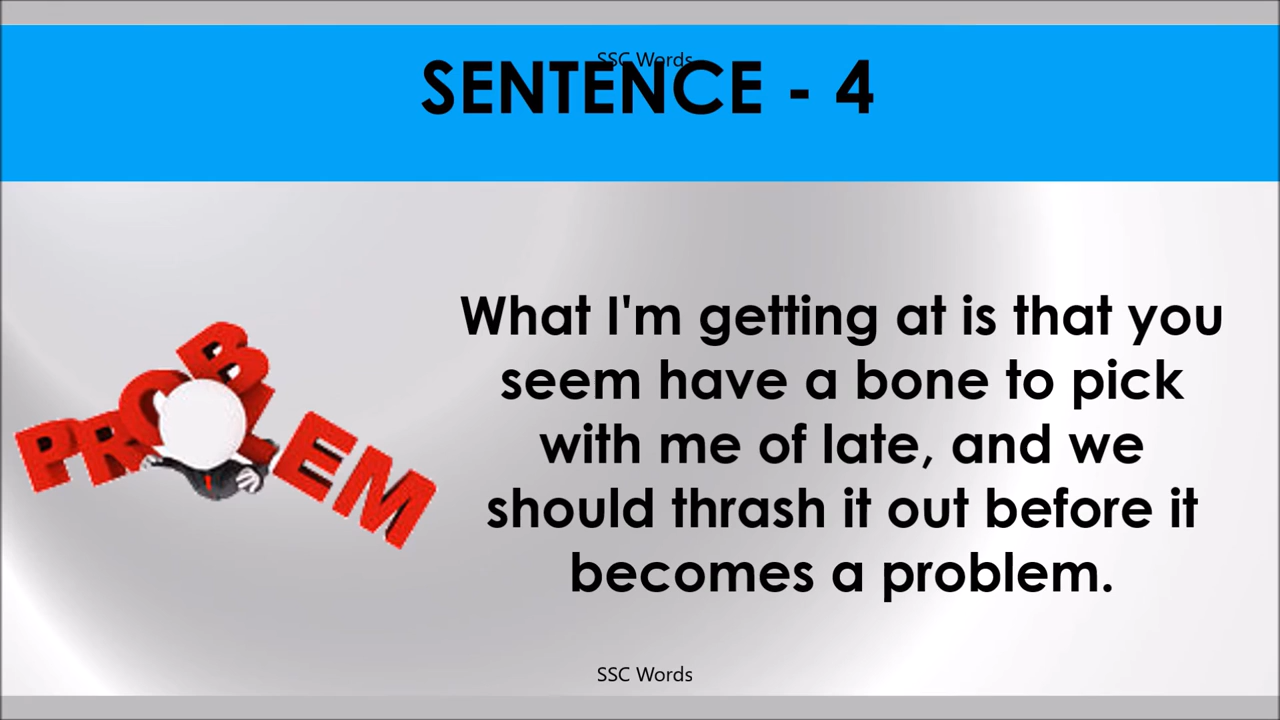 SSC Words
SENTENCE - 4
PROBLEM
What I'm getting at is that you
seem have a bone to pick
with me of late, and we
should thrash it out before it
becomes a problem.
SSC Words